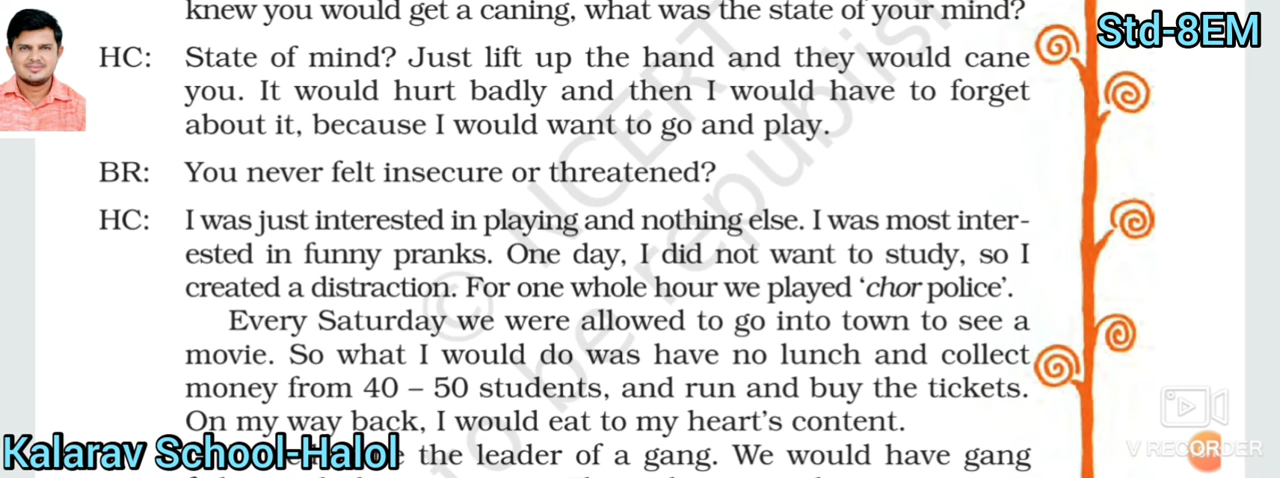 knew you would get a caning, what was the state of your mind?
Std-8EM
HC: State of mind? Just lift up the hand and they would cane
you. It would hurt badly and then I would have to forget
about it, because I would want to go and play.
BR: You never felt insecure or threatened?
HC: I was just interested in playing and nothing else. I was most inter-
ested in funny pranks. One day, I did not want to study, so I
created a distraction. For one whole hour we played ‘chor police’.
Every Saturday we were allowed to go into town to see a
movie. So what I would do was have no lunch and collect
money from 40 – 50 students, and run and buy the tickets.
On my way back, I would eat to my heart's content.
the leader of a gang. We would have gang
Kalarav School-Halol
V RECORDER
© NCERT
be republish